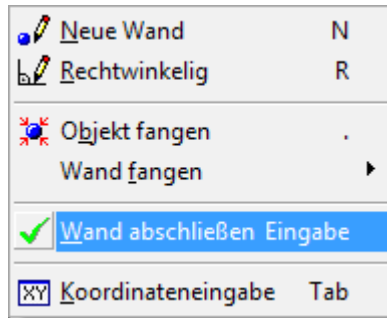 Neue Wand N
Rechtwinkelig R
Objekt fangen .
Wand fangen
Wand abschließen Eingabe
XY Koordinateneingabe Tab